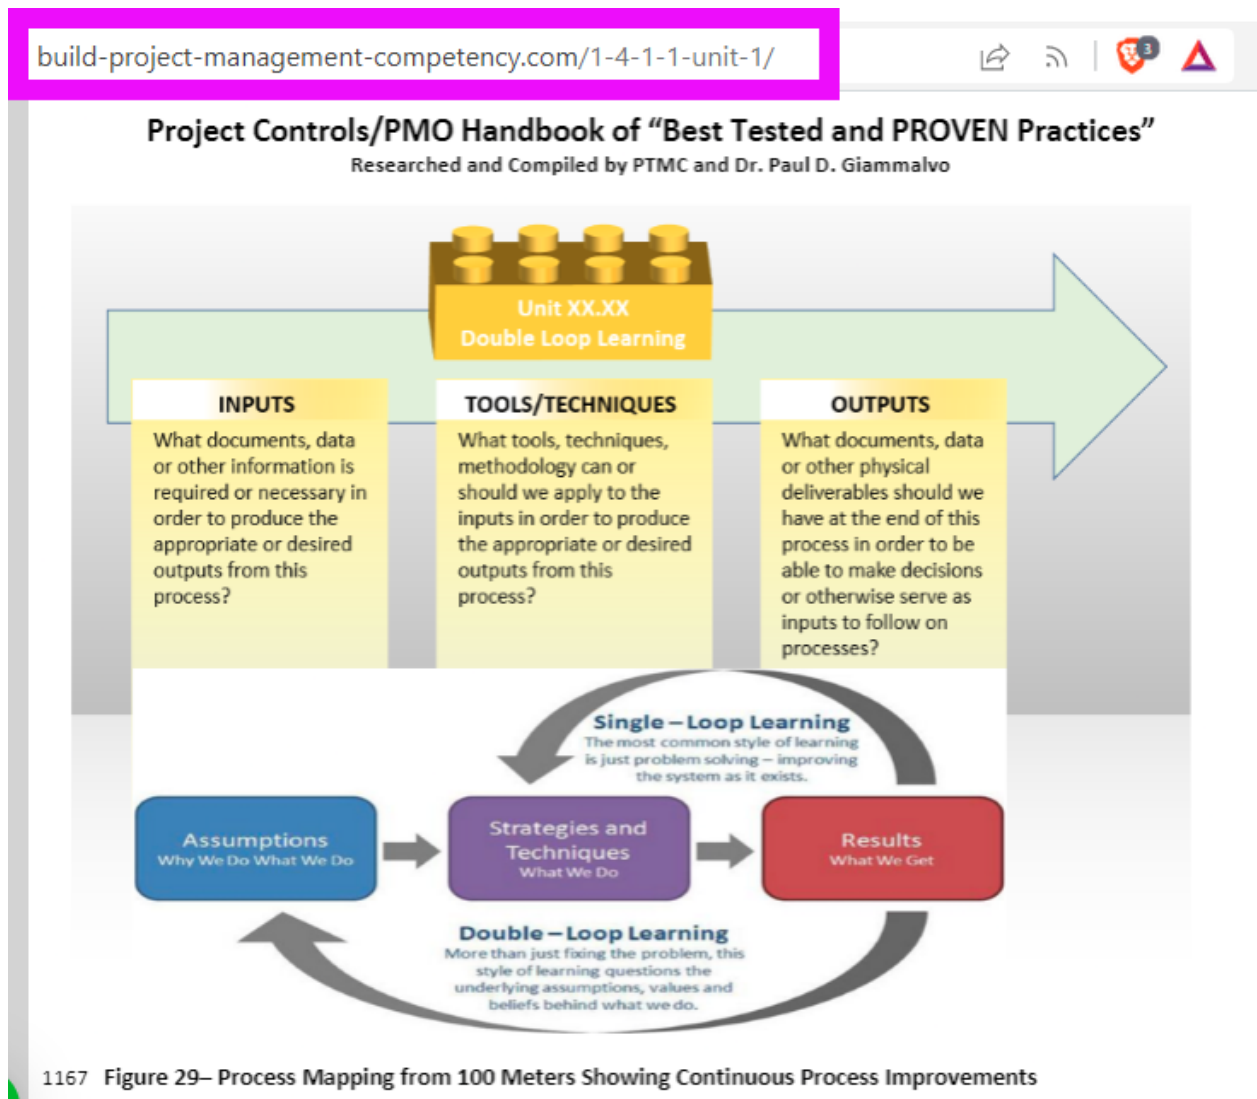 build-project-management-competency.com/1-4-1-1-unit-1/
3
Project Controls/PMO Handbook of “Best Tested and PROVEN Practices”
Researched and Compiled by PTMC and Dr. Paul D. Giammalvo
Unit XX.XX
Double Loop Learning
INPUTS
What documents, data
or other information is
required or necessary in
order to produce the
appropriate or desired
outputs from this
process?
TOOLS/TECHNIQUES
What tools, techniques,
methodology can or
should we apply to the
inputs in order to produce
the appropriate or desired
outputs from this
process?
OUTPUTS
What documents, data
or other physical
deliverables should we
have at the end of this
process in order to be
able to make decisions
or otherwise serve as
inputs to follow on
processes?
Single – Loop Learning
The most common style of learning
is just problem solving – improving
the system as it exists.
Assumptions
Why We Do What We Do
Strategies and
Techniques
What We Do
Results
What We Get
Double – Loop Learning
More than just fixing the problem, this
style of learning questions the
underlying assumptions, values and
beliefs behind what we do.
1167 Figure 29– Process Mapping from 100 Meters Showing Continuous Process Improvements